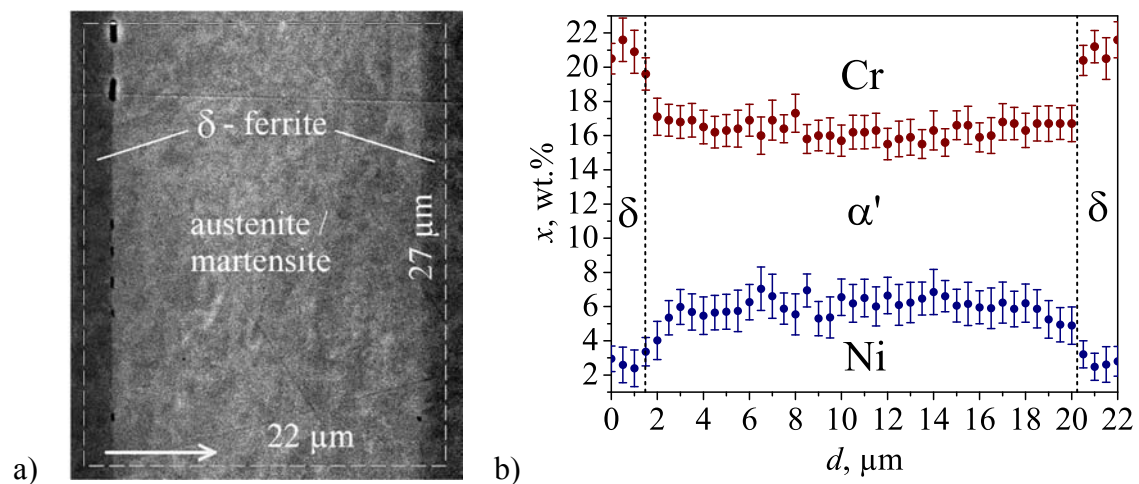 δ - ferrite
austenite /
martensite
27 µm
22 µm
a)
22
20
18
16
14
12
10
8
6
4
2
x, wt.%
Cr
δ
α'
δ
Ni
0 2 4 6 8 10 12 14 16 18 20 22
d, µm
b)